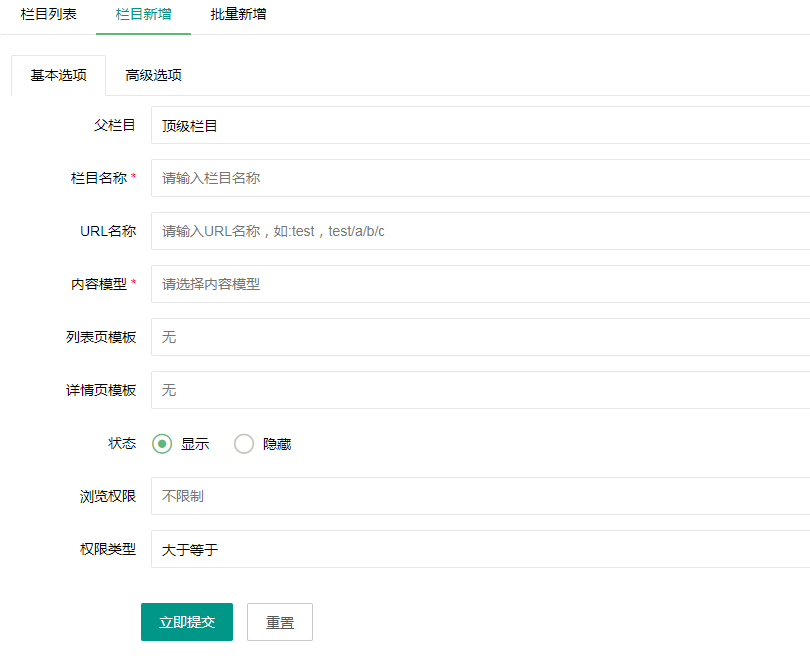 栏目列表 栏目新增 批量新增
基本选项 高级选项
父栏目 顶级栏目
栏目名称 * 请输入栏目名称
URL名称 请输入URL名称，如:test，test/a/b/c
内容模型 * 请选择内容模型
列表页模板 无
详情页模板 无
状态 显示 隐藏
浏览权限 不限制
权限类型 大于等于
立即提交 重置